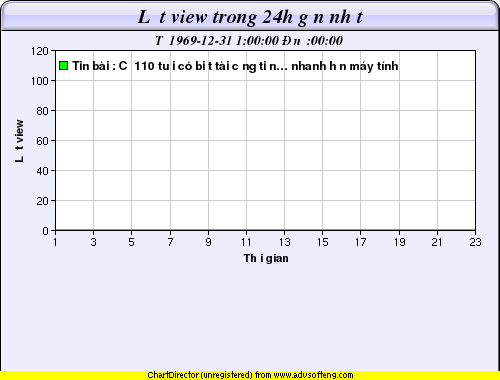 L t view trong 24h g n nh t
T 1969-12-31 1:00:00 Đn :00:00
120
Tin bài : C 110 tu i có bi t tài c ng ti n... nhanh h n máy tính
100
80
60
L t view
40
20
0
1 3 5 7 9 11 13 15 17 19 21 23
Th i gian
ChartDirector (unregistered) from www.advsofteng.com